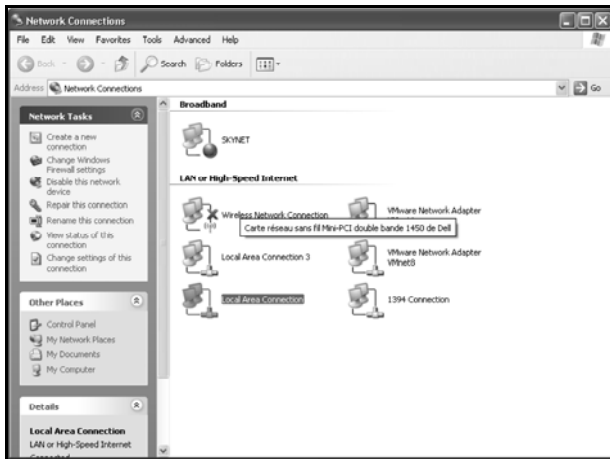 Network Connections
File Edit View Favorites Tools Advanced Help
Back Search Folders
Address Network Connections Go
Network Tasks
Create a new
connection
Change Windows
Firewall settings
Disable this network
device
Repair this connection
Rename this connection
View status of this
connection
Change settings of this
connection
Other Places
Control Panel
My Network Places
My Documents
My Computer
Details
Local Area Connection
LAN or High-Speed Internet
Connected
Broadband
SKYNET
LAN or High-Speed Internet
Wireless Network Connection
VMware Network Adapter
Carte réseau sans fil Mini-PCI double bande 1450 de Dell
Local Area Connection 3
VMware Network Adapter
VMnet8
Local Area Connection
1394 Connection